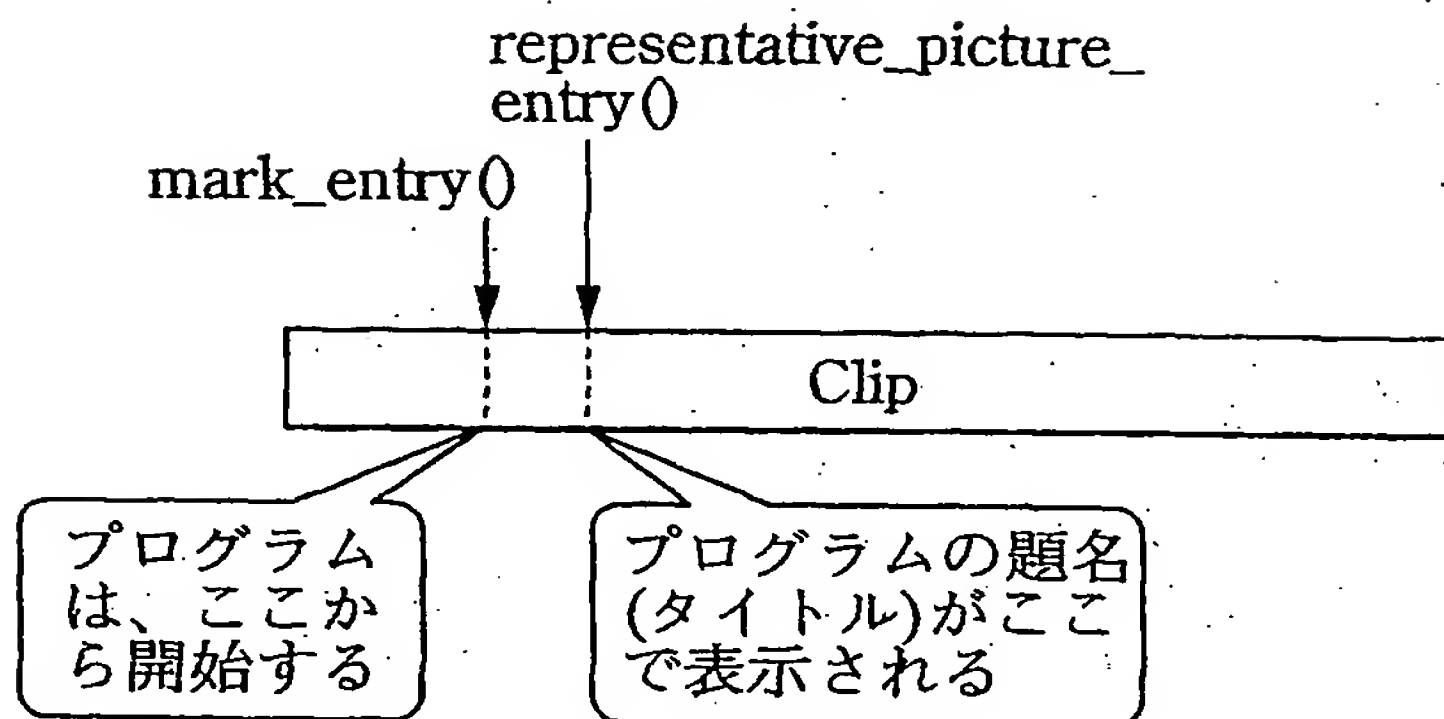 representative_picture_
entry()
mark_entry()
Clip
プログラム
は、ここか
ら開始する
プログラムの題名
(タイトル)がここ
で表示される